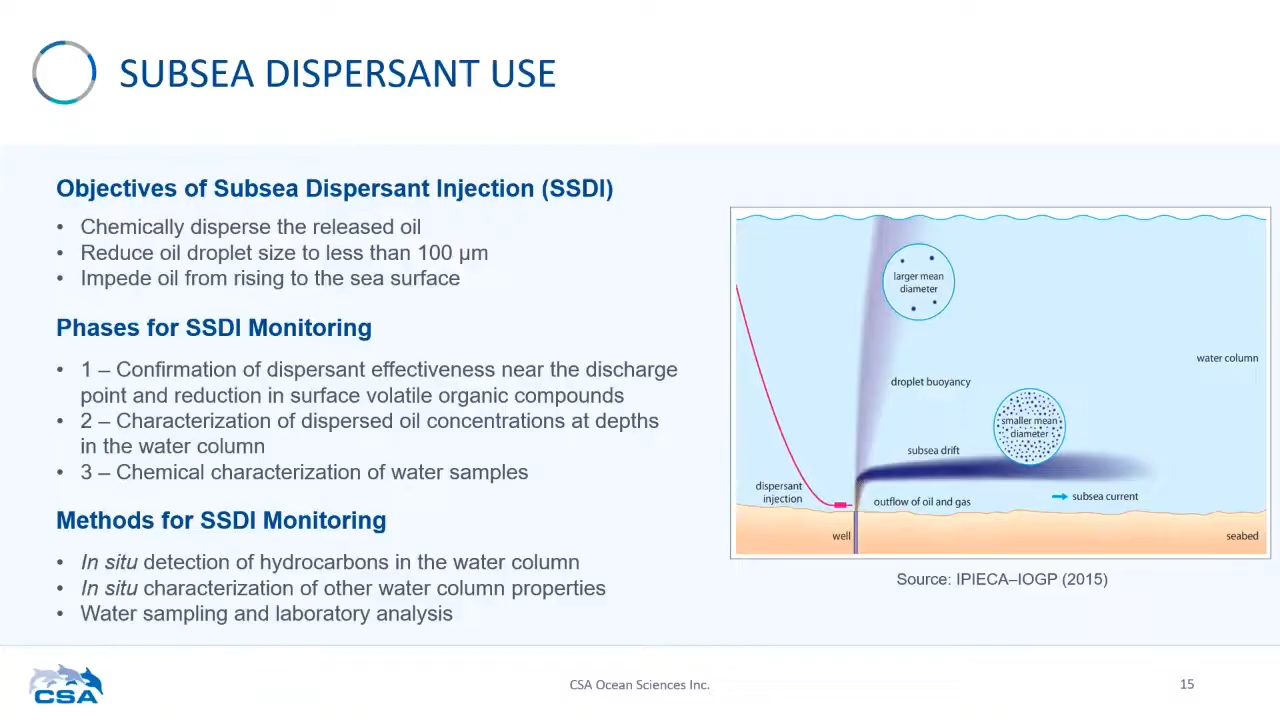 SUBSEA DISPERSANT USE
Objectives of Subsea Dispersant Injection (SSDI)
• Chemically disperse the released oil
• Reduce oil droplet size to less than 100 µm
• Impede oil from rising to the sea surface
Phases for SSDI Monitoring
• 1 – Confirmation of dispersant effectiveness near the discharge
point and reduction in surface volatile organic compounds
• 2 – Characterization of dispersed oil concentrations at depths
in the water column
• 3 – Chemical characterization of water samples
Methods for SSDI Monitoring
• In situ detection of hydrocarbons in the water column
• In situ characterization of other water column properties
• Water sampling and laboratory analysis
larger mean
diameter
water column
droplet buoyancy
smaller mean
diameter
subsea drift
dispersant
injection
subsea current
outflow of oil and gas
well
seabed
Source: IPIECA–IOGP (2015)
CSA
CSA Ocean Sciences Inc.
15